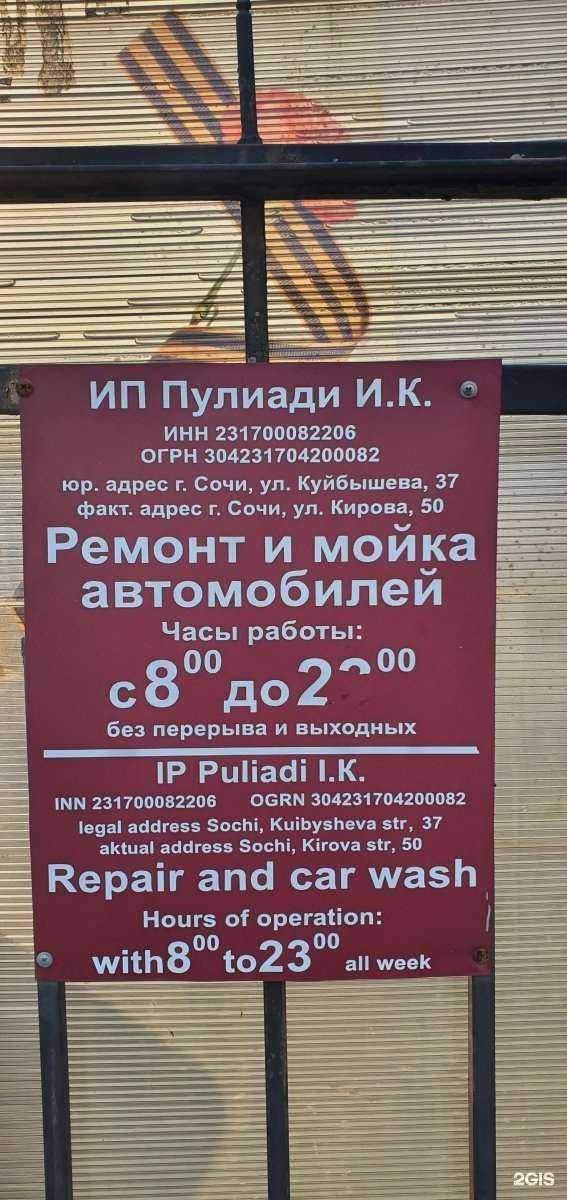 ИП Пулиади И.К.
ИНН 231700082206
ОГРН 304231704200082
юр. адрес г. Сочи, ул. Куйбышева, 37
факт. адрес г. Сочи, ул. Кирова, 50
Ремонт и мойка
автомобилей
Часы работы:
с 8 00 до
без перерыва и выходных
IP Puliadi I.K.
INN 231700082206 OGRN 304231704200082
legal address Sochi, Kuibysheva str, 37
aktual address Sochi, Kirova str, 50
Repair and car wash
Hours of operation:
with 8 00 to 23 00 all week
2GIS